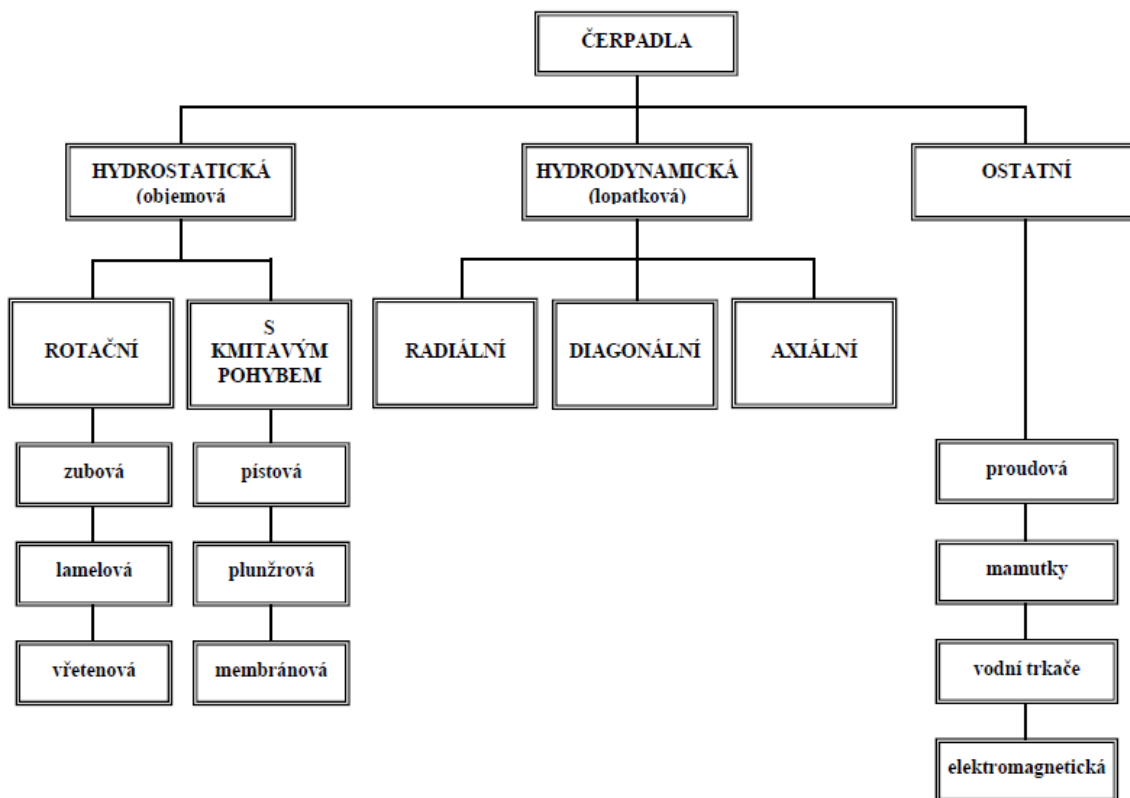 ČERPADLA
HYDROSTATICKÁ
(objemová
HYDRODYNAMICKÁ
(lopatková)
OSTATNÍ
ROTAČNÍ
S
KMITAVÝM
POHYBEM
RADIÁLNÍ
DIAGONÁLNÍ
AXIÁLNÍ
zubová
pístová
proudová
lamelová
plunžrová
mamutky
vřetenová
membránová
vodní trkače
elektromagnetická